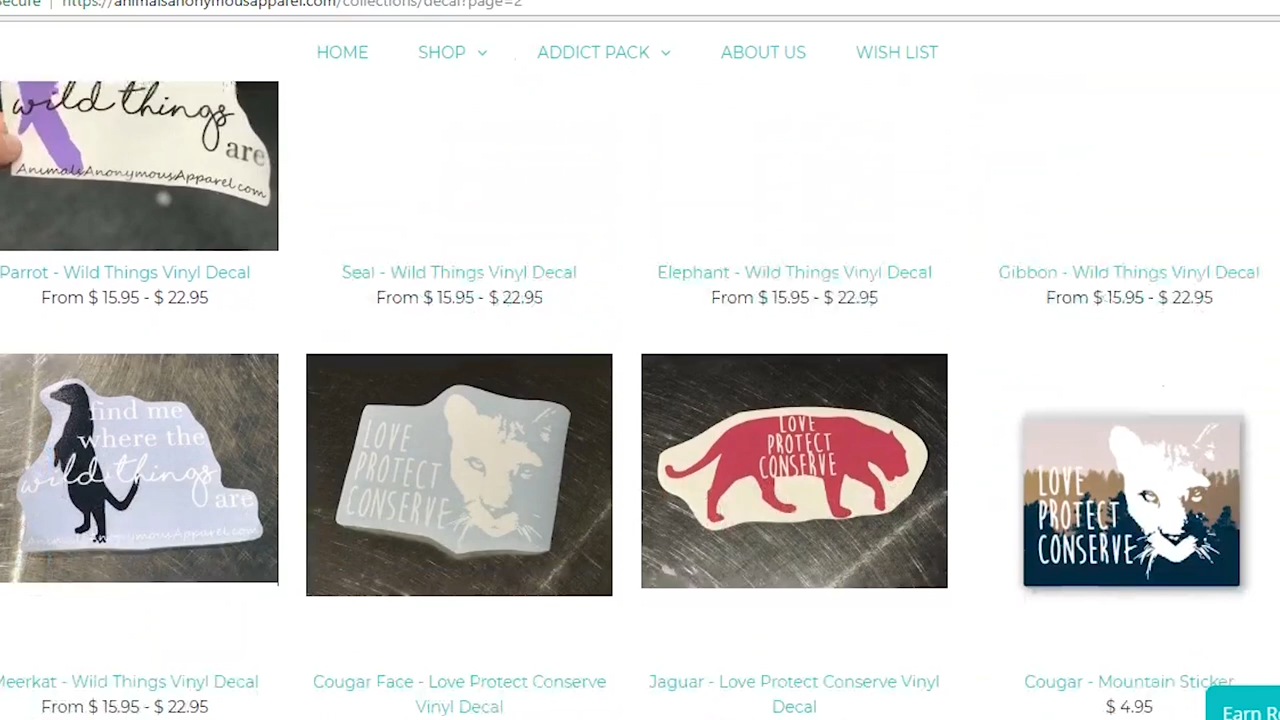 https://animalsanonymousapparel.com/collections/decal?page=2
HOME SHOP ADDICT PACK ABOUT US WISH LIST
wild things
are
AnimalsAnonymousApparel.com
Parrot - Wild Things Vinyl Decal
From $ 15.95 - $ 22.95
Seal - Wild Things Vinyl Decal
From $ 15.95 - $ 22.95
Elephant - Wild Things Vinyl Decal
From $ 15.95 - $ 22.95
Gibbon - Wild Things Vinyl Decal
From $ 15.95 - $ 22.95
find me
where the
wild things
are
AnimalsAnonymousApparel.com
LOVE
PROTECT
CONSERVE
LOVE
PROTECT
CONSERVE
LOVE
PROTECT
CONSERVE
Meerkat - Wild Things Vinyl Decal
From $ 15.95 - $ 22.95
Cougar Face - Love Protect Conserve
Vinyl Decal
Jaguar - Love Protect Conserve Vinyl
Decal
Cougar - Mountain Sticker
$ 4.95
Earn